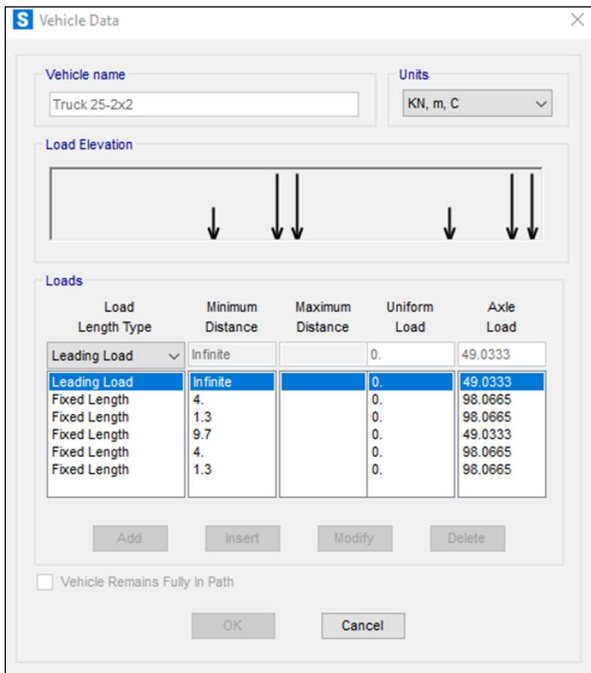 S Vehicle Data
Vehicle name
Units
Truck 25-2x2
KN, m, C
Load Elevation
Loads
Load Length Type Minimum Distance Maximum Distance Uniform Load Axle Load
Leading Load Infinite 0. 49.0333
Leading Load Infinite 0. 49.0333
Fixed Length 4. 0. 98.0665
Fixed Length 1.3 0. 98.0665
Fixed Length 9.7 0. 49.0333
Fixed Length 4. 0. 98.0665
Fixed Length 1.3 0. 98.0665
Add Insert Modify Delete
Vehicle Remains Fully In Path
OK Cancel